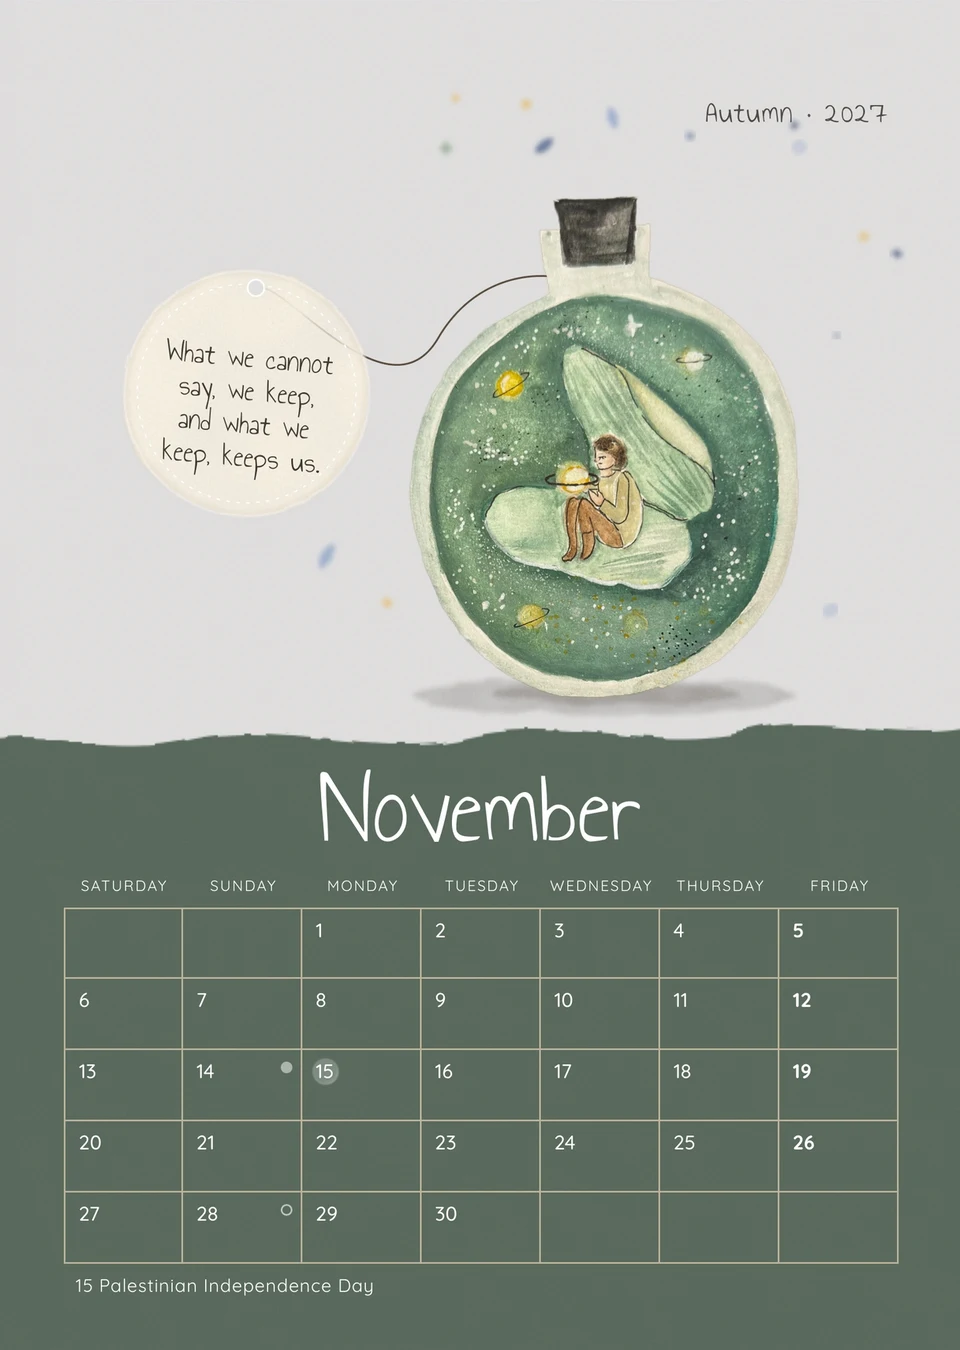 Autumn · 2027
What we cannot
say, we keep,
and what we
keep, keeps us.
November
SATURDAY SUNDAY MONDAY TUESDAY WEDNESDAY THURSDAY FRIDAY
1 2 3 4 5
6 7 8 9 10 11 12
13 14 15 16 17 18 19
20 21 22 23 24 25 26
27 28 29 30
15 Palestinian Independence Day